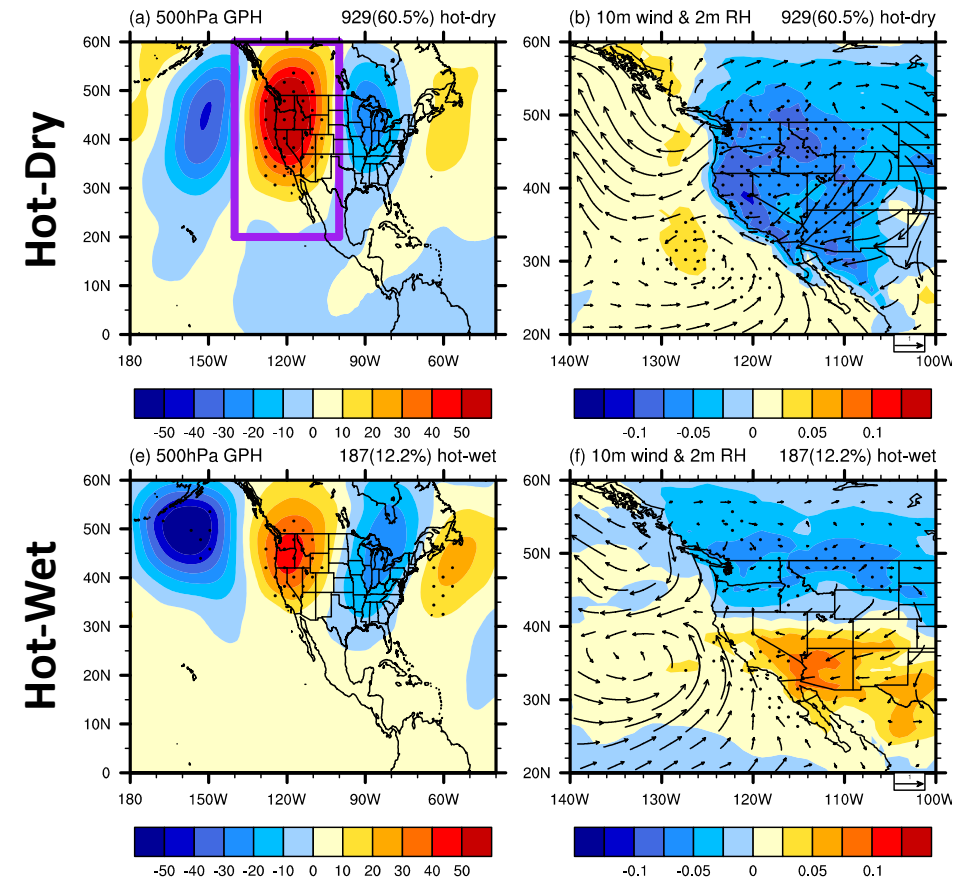 Hot-Dry
(a) 500hPa GPH 929(60.5%) hot-dry
60N
50N
40N
30N
20N
10N
0
180 150W 120W 90W 60W
-50 -40 -30 -20 -10 0 10 20 30 40 50
(b) 10m wind & 2m RH 929(60.5%) hot-dry
60N
50N
40N
30N
20N
140W 130W 120W 110W 100W
-0.1 -0.05 0 0.05 0.1
Hot-Wet
(e) 500hPa GPH 187(12.2%) hot-wet
60N
50N
40N
30N
20N
10N
0
180 150W 120W 90W 60W
-50 -40 -30 -20 -10 0 10 20 30 40 50
(f) 10m wind & 2m RH 187(12.2%) hot-wet
60N
50N
40N
30N
20N
140W 130W 120W 110W 100W
-0.1 -0.05 0 0.05 0.1